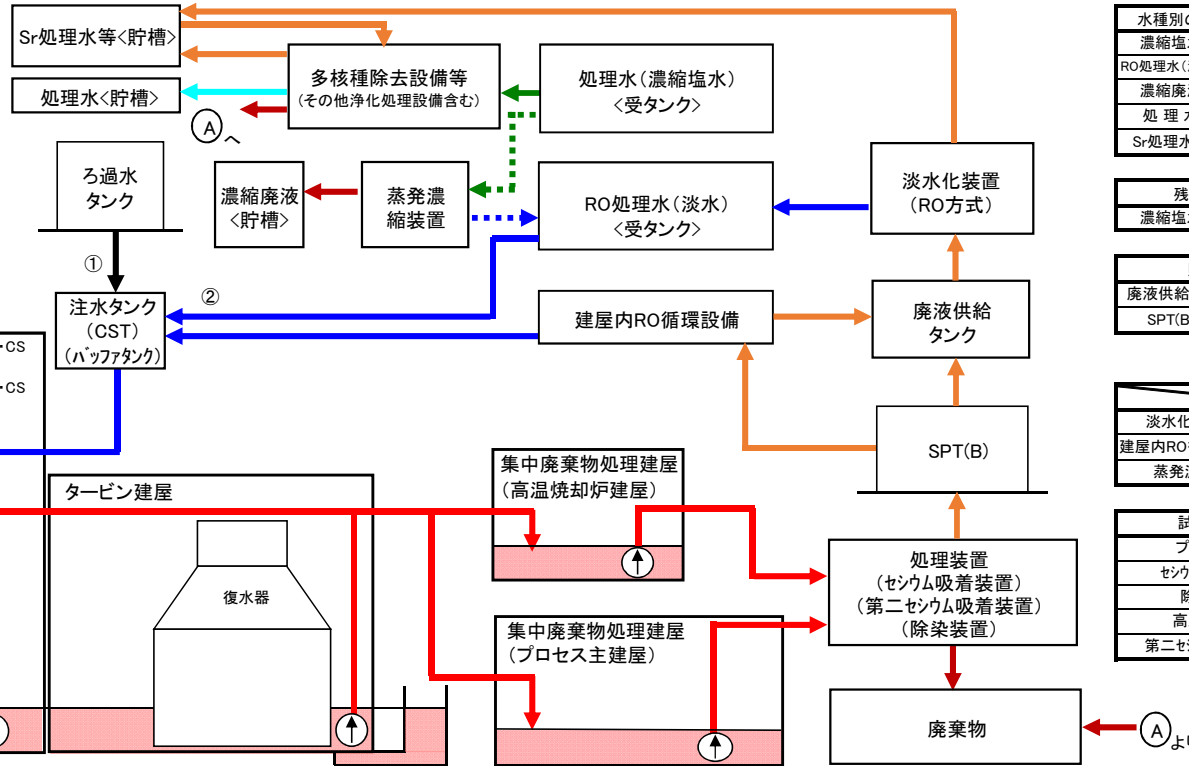 Sr処理水等<貯槽>
処理水<貯槽>
多核種除去設備等
(その他浄化処理設備含む)
A へ
処理水(濃縮塩水)
<受タンク>
ろ過水
タンク
濃縮廃液
<貯槽>
蒸発濃
縮装置
RO処理水(淡水)
<受タンク>
淡水化装置
(RO方式)
①
②
注水タンク
(CST)
(バッファタンク)
建屋内RO循環設備
廃液供給
タンク
・CS
・CS
SPT(B)
タービン建屋
復水器
集中廃棄物処理建屋
(高温焼却炉建屋)
集中廃棄物処理建屋
(プロセス主建屋)
処理装置
(セシウム吸着装置)
(第二セシウム吸着装置)
(除染装置)
廃棄物
A よ
水種別
濃縮塩
RO処理水(
濃縮廃
処 理
Sr処理水
残
濃縮塩
廃液供給
SPT(B
淡水化
建屋内RO
蒸発
プ
セシウ
除
高
第二セ